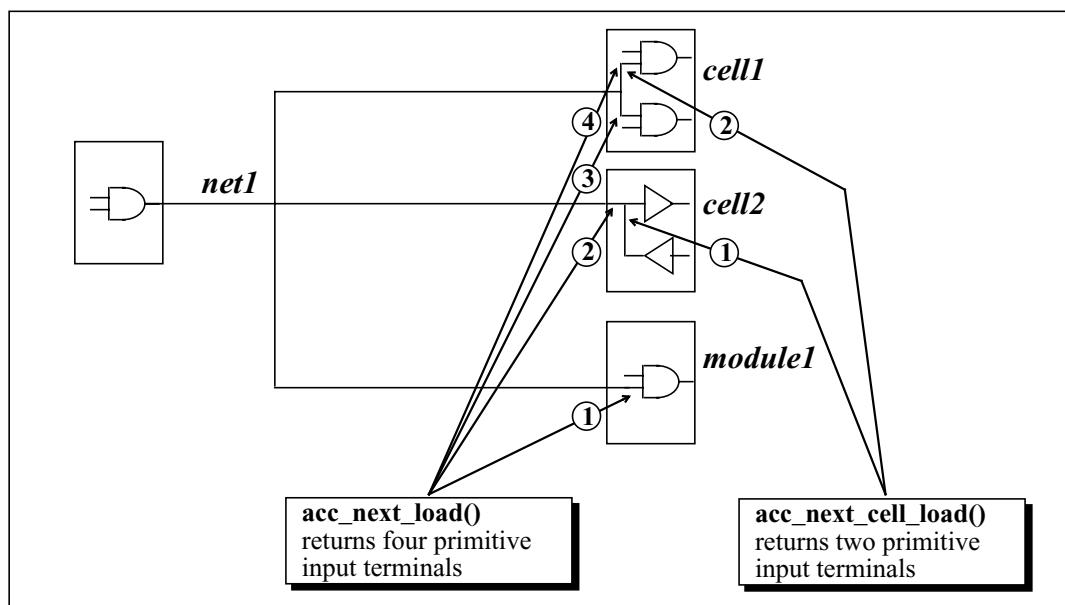 cell1
4
2
3
net1
cell2
2
1
module1
1
acc_next_load()
returns four primitive
input terminals
acc_next_cell_load()
returns two primitive
input terminals